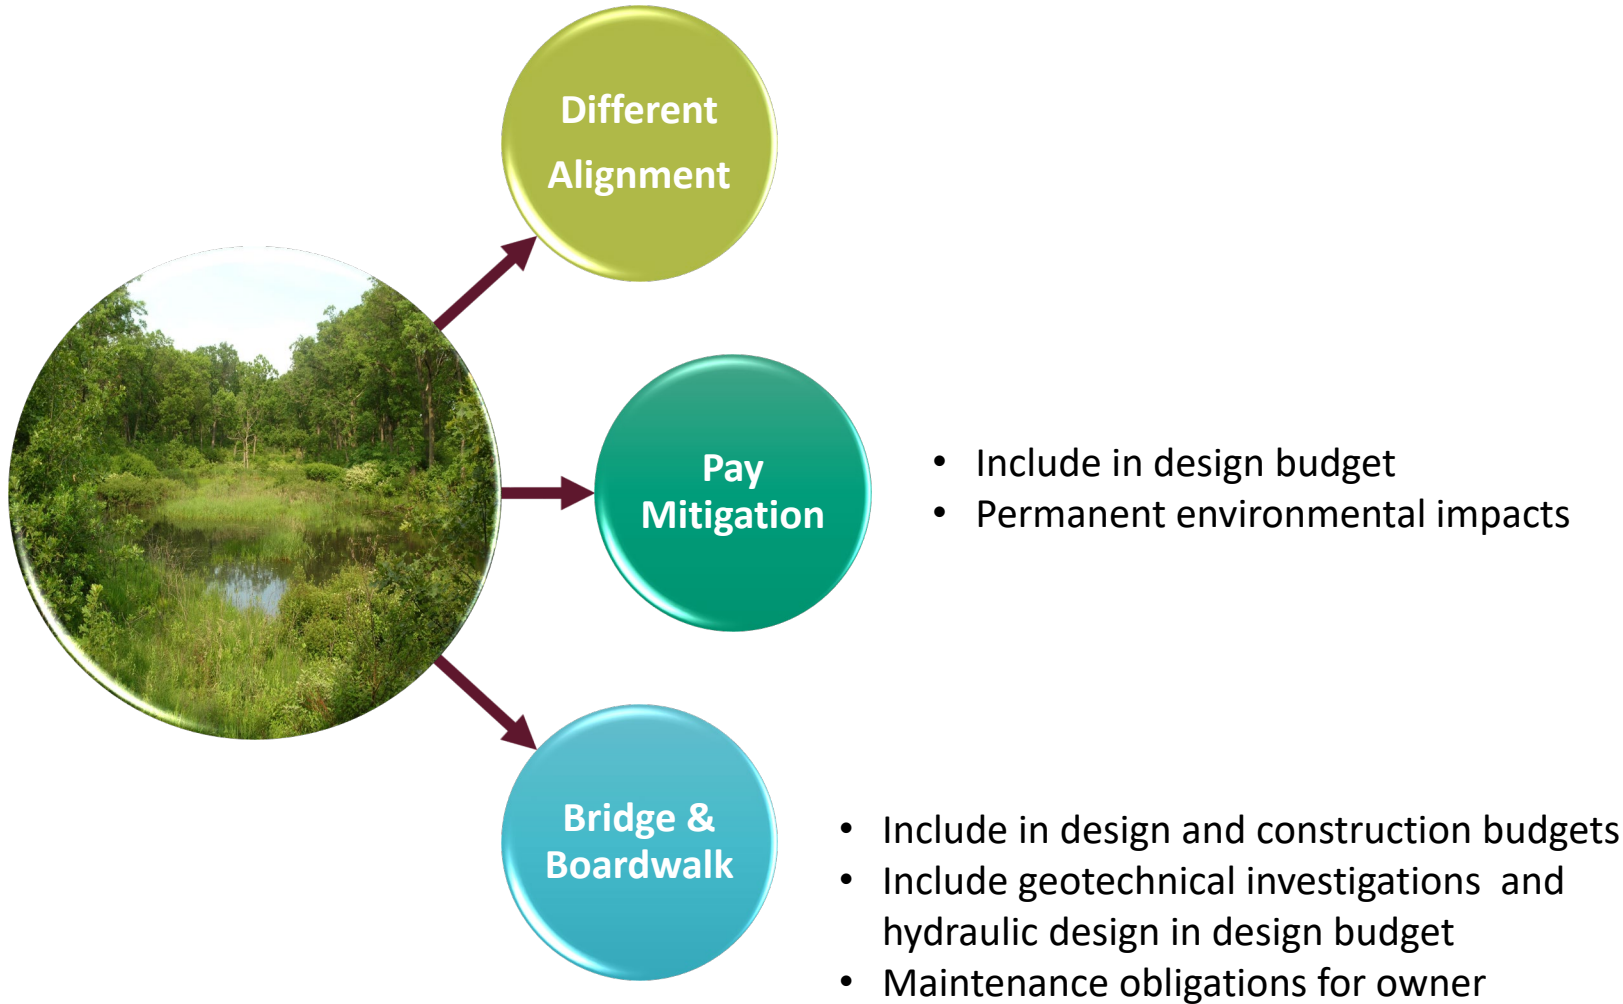 Different
Alignment
Pay
Mitigation
• Include in design budget
• Permanent environmental impacts
Bridge &
Boardwalk
• Include in design and construction budgets
• Include geotechnical investigations  and
hydraulic design in design budget
• Maintenance obligations for owner